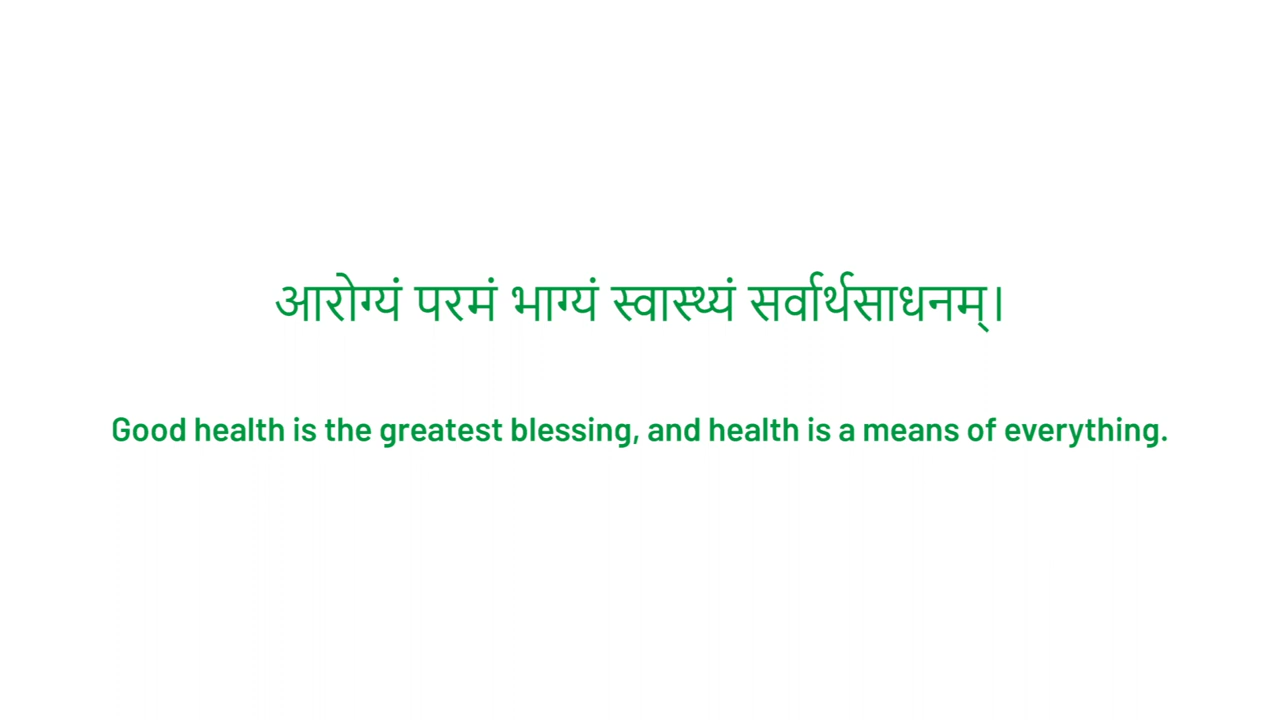 आरोग्यं परमं भाग्यं स्वास्थ्यं सर्वार्थसाधनम्।
Good health is the greatest blessing, and health is a means of everything.